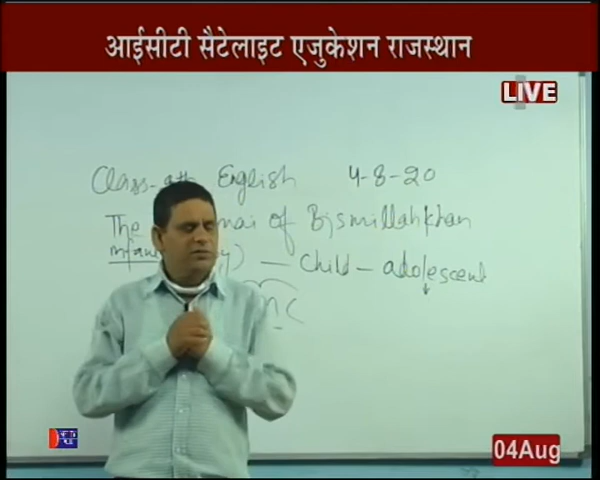 आईसीटी सैटेलाइट एजुकेशन राजस्थान
LIVE
Class- 9th English 4-8-20
The nai of Bismillah khan
— Child — adolescent
04Aug